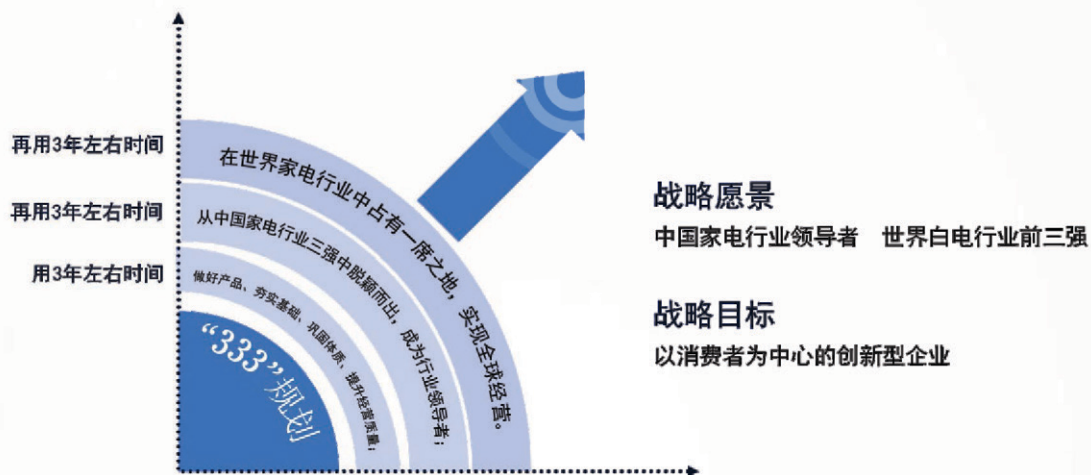 再用3年左右时间
在世界家电行业中占有一席之地，实现全球经营。
再用3年左右时间
从中国家电行业三强中脱颖而出，成为行业领导者；
用3年左右时间
做好产品、夯实基础、巩固体质、提升经营质量；
“333”规划
战略愿景
中国家电行业领导者 世界白电行业前三强
战略目标
以消费者为中心的创新型企业